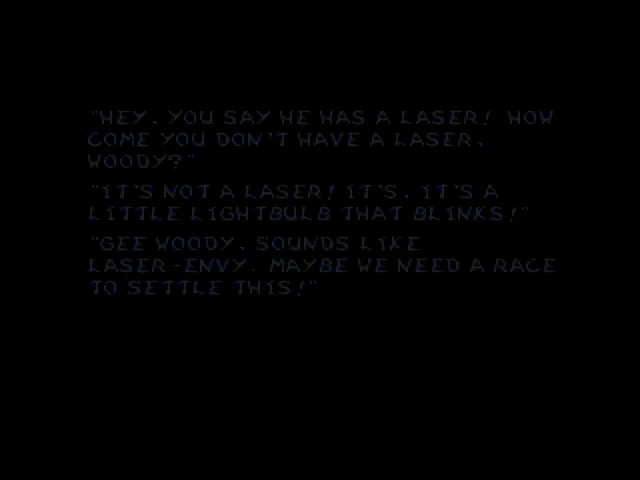 "HEY, YOU SAY HE HAS A LASER! HOW
COME YOU DON'T HAVE A LASER,
WOODY?"
"IT'S NOT A LASER! IT'S, IT'S A
LITTLE LIGHTBULB THAT BLINKS!"
"GEE WOODY, SOUNDS LIKE
LASER-ENVY. MAYBE WE NEED A RACE
TO SETTLE THIS!"